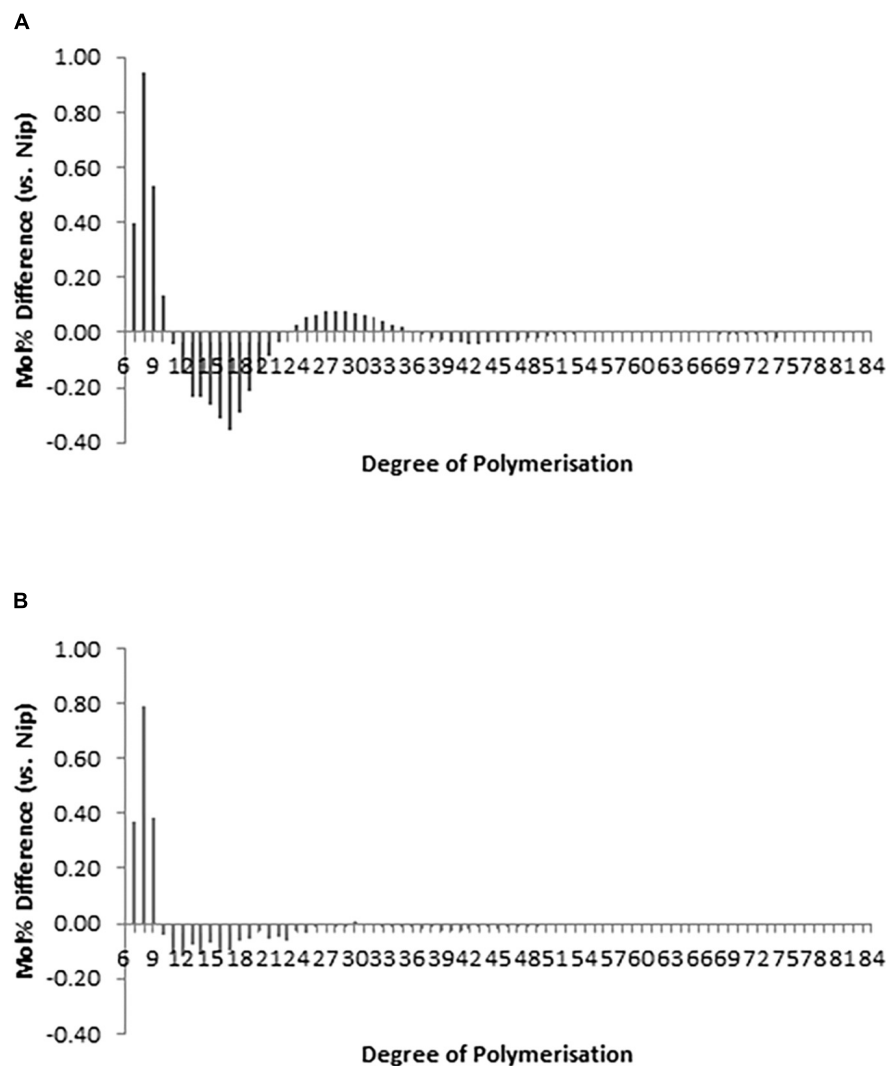 A
1.00
0.80
0.60
0.40
0.20
0.00
-0.20
-0.40
Mol% Difference (vs. Nip)
6 9 12 15 18 21 24 27 30 33 36 39 42 45 48 51 54 57 60 63 66 69 72 75 78 81 84
Degree of Polymerisation
B
1.00
0.80
0.60
0.40
0.20
0.00
-0.20
-0.40
Mol% Difference (vs. Nip)
6 9 12 15 18 21 24 27 30 33 36 39 42 45 48 51 54 57 60 63 66 69 72 75 78 81 84
Degree of Polymerisation